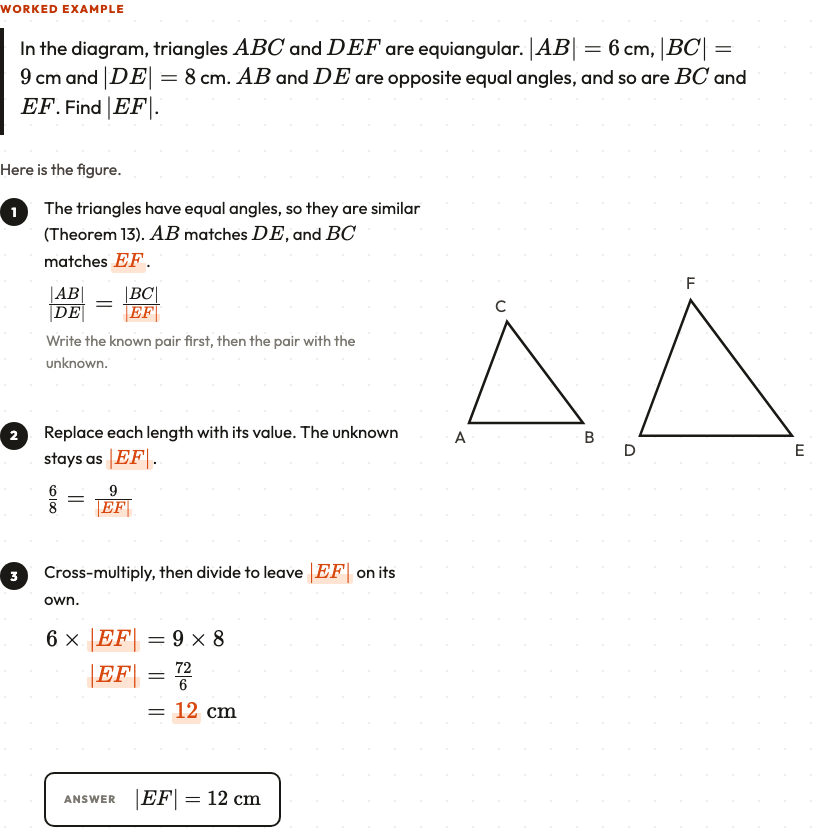 WORKED EXAMPLE
In the diagram, triangles ABC and DEF are equiangular. |AB| = 6 cm, |BC| =
9 cm and |DE| = 8 cm. AB and DE are opposite equal angles, and so are BC and
EF. Find |EF|.
Here is the figure.
1
The triangles have equal angles, so they are similar
(Theorem 13). AB matches DE, and BC
matches EF.
|AB|/|DE| = |BC|/|EF|
Write the known pair first, then the pair with the
unknown.
2
Replace each length with its value. The unknown
stays as |EF|.
6/8 = 9/|EF|
3
Cross-multiply, then divide to leave |EF| on its
own.
6 × |EF| = 9 × 8
|EF| = 72/6
= 12 cm
ANSWER |EF| = 12 cm
C
A
B
F
D
E